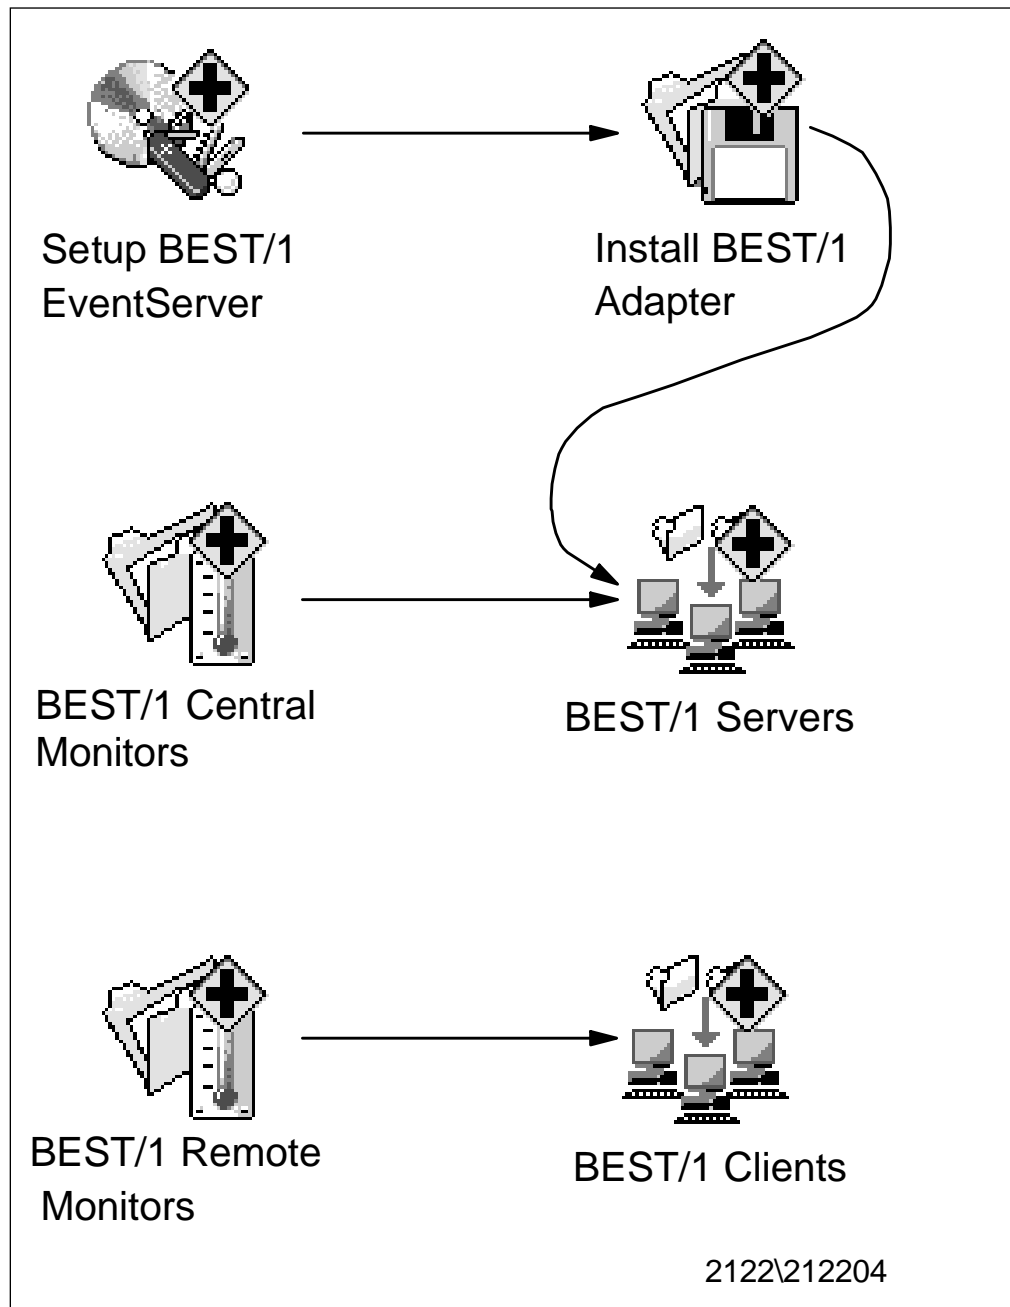 Setup BEST/1
EventServer
Install BEST/1
Adapter
BEST/1 Central
Monitors
BEST/1 Servers
BEST/1 Remote
Monitors
BEST/1 Clients
2122\212204